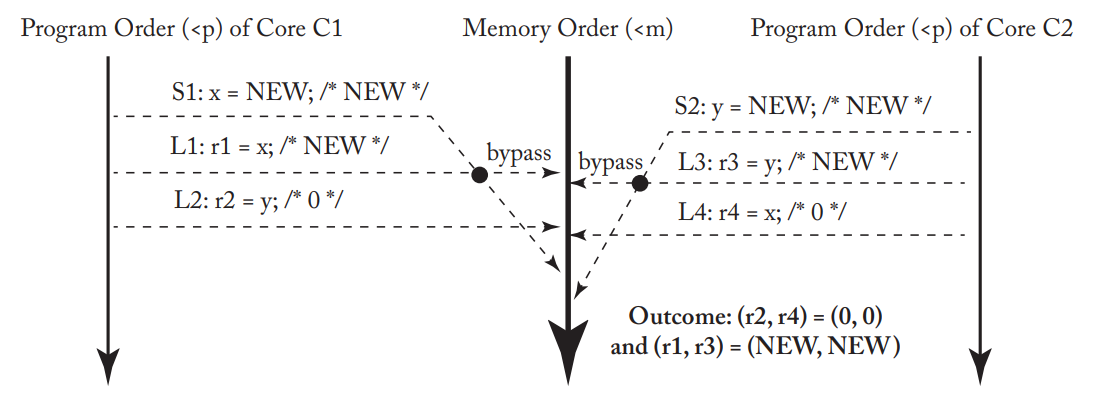 Program Order (<p) of Core C1
Memory Order (<m)
Program Order (<p) of Core C2
S1: x = NEW; /* NEW */
S2: y = NEW; /* NEW */
L1: r1 = x; /* NEW */
bypass
bypass
L3: r3 = y; /* NEW */
L2: r2 = y; /* 0 */
L4: r4 = x; /* 0 */
Outcome: (r2, r4) = (0, 0)
and (r1, r3) = (NEW, NEW)